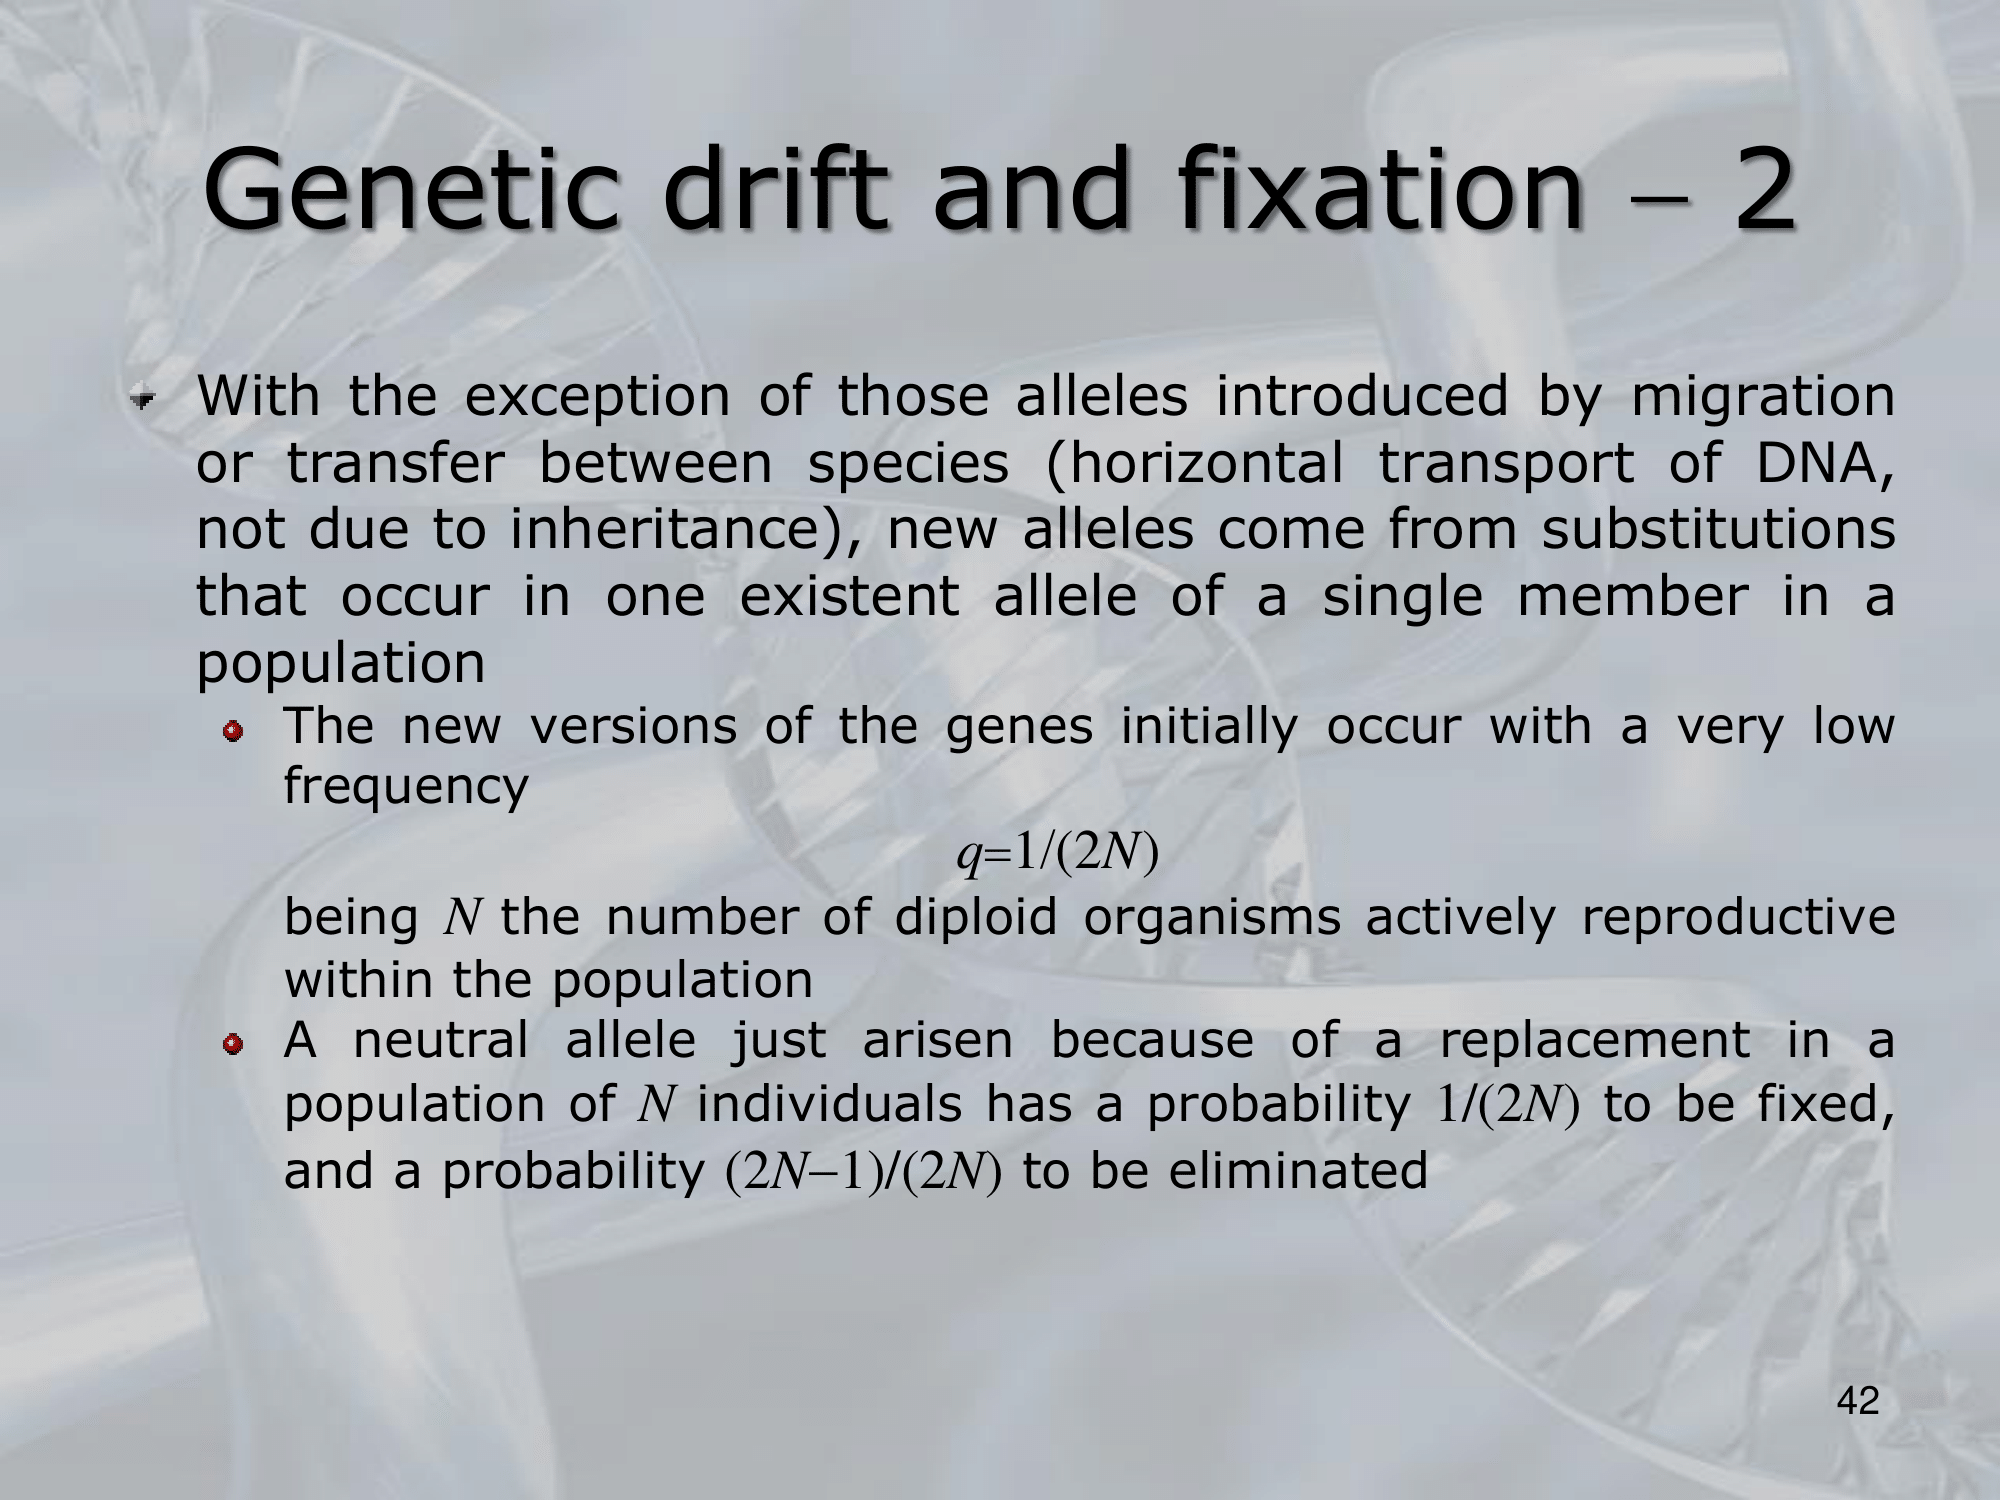 Genetic drift and fixation – 2
With the exception of those alleles introduced by migration
or transfer between species (horizontal transport of DNA,
not due to inheritance), new alleles come from substitutions
that occur in one existent allele of a single member in a
population
The new versions of the genes initially occur with a very low
frequency
q=1/(2N)
being N the number of diploid organisms actively reproductive
within the population
A neutral allele just arisen because of a replacement in a
population of N individuals has a probability 1/(2N) to be fixed,
and a probability (2N–1)/(2N) to be eliminated
42